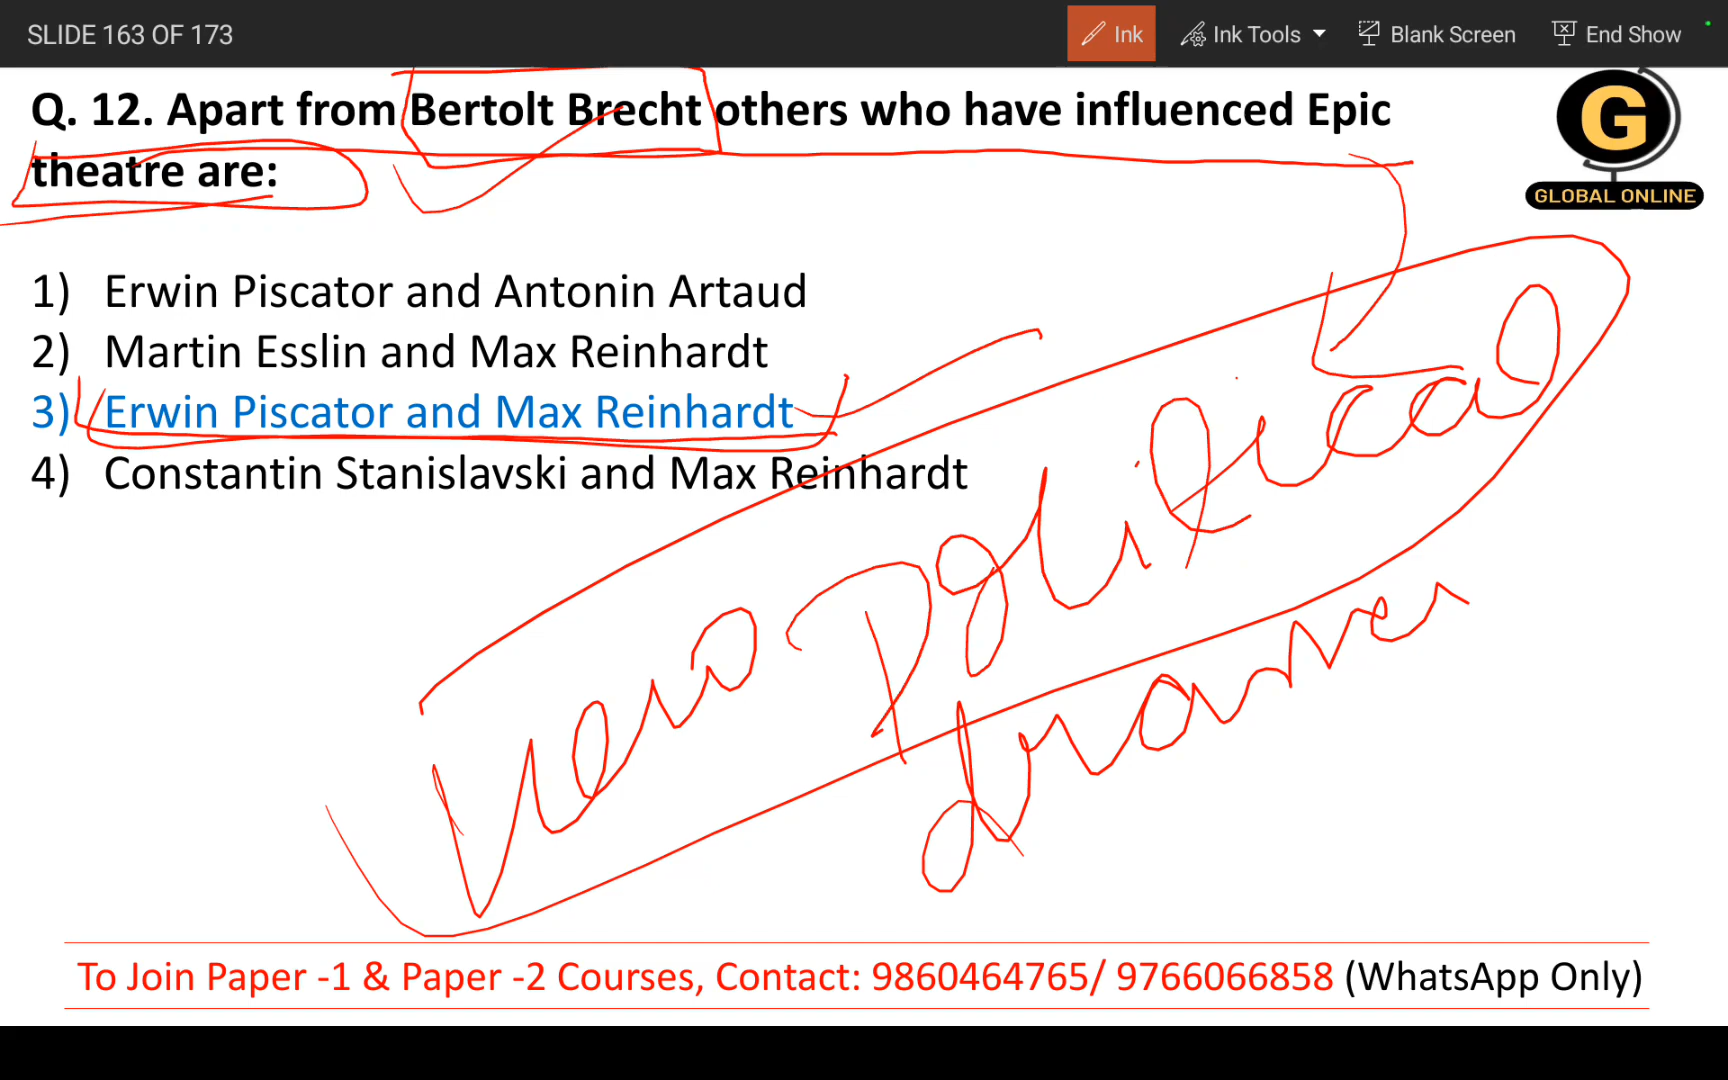 SLIDE 163 OF 173
Ink
Ink Tools
Blank Screen
End Show
Q. 12. Apart from Bertolt Brecht others who have influenced Epic
theatre are:
G
GLOBAL ONLINE
1) Erwin Piscator and Antonin Artaud
2) Martin Esslin and Max Reinhardt
3) Erwin Piscator and Max Reinhardt
4) Constantin Stanislavski and Max Reinhardt
New Political
drama
To Join Paper -1 & Paper -2 Courses, Contact: 9860464765/ 9766066858 (WhatsApp Only)